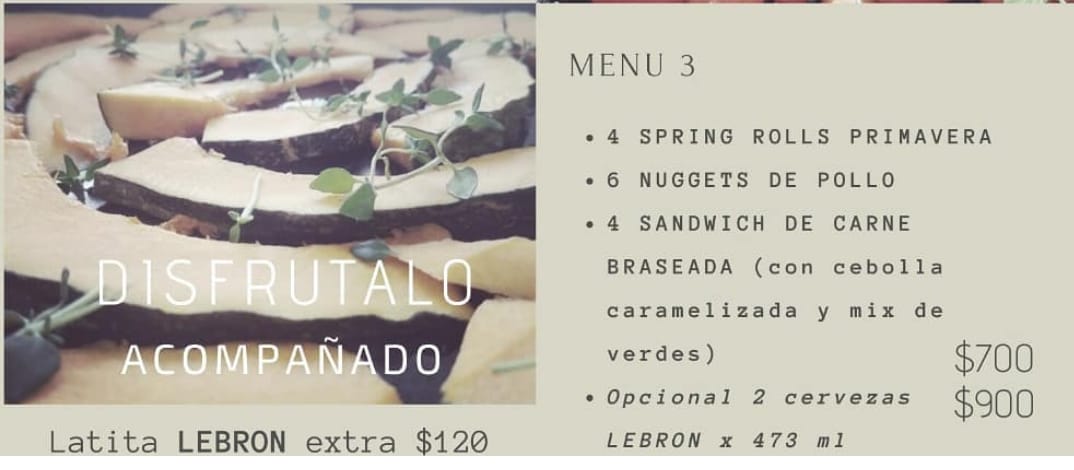 DISFRUTALO
ACOMPAÑADO
Latita LEBRON extra $120
MENU 3
• 4 SPRING ROLLS PRIMAVERA
• 6 NUGGETS DE POLLO
• 4 SANDWICH DE CARNE
BRASEADA (con cebolla
caramelizada y mix de
verdes)
$700
• Opcional 2 cervezas
$900
LEBRON x 473 ml